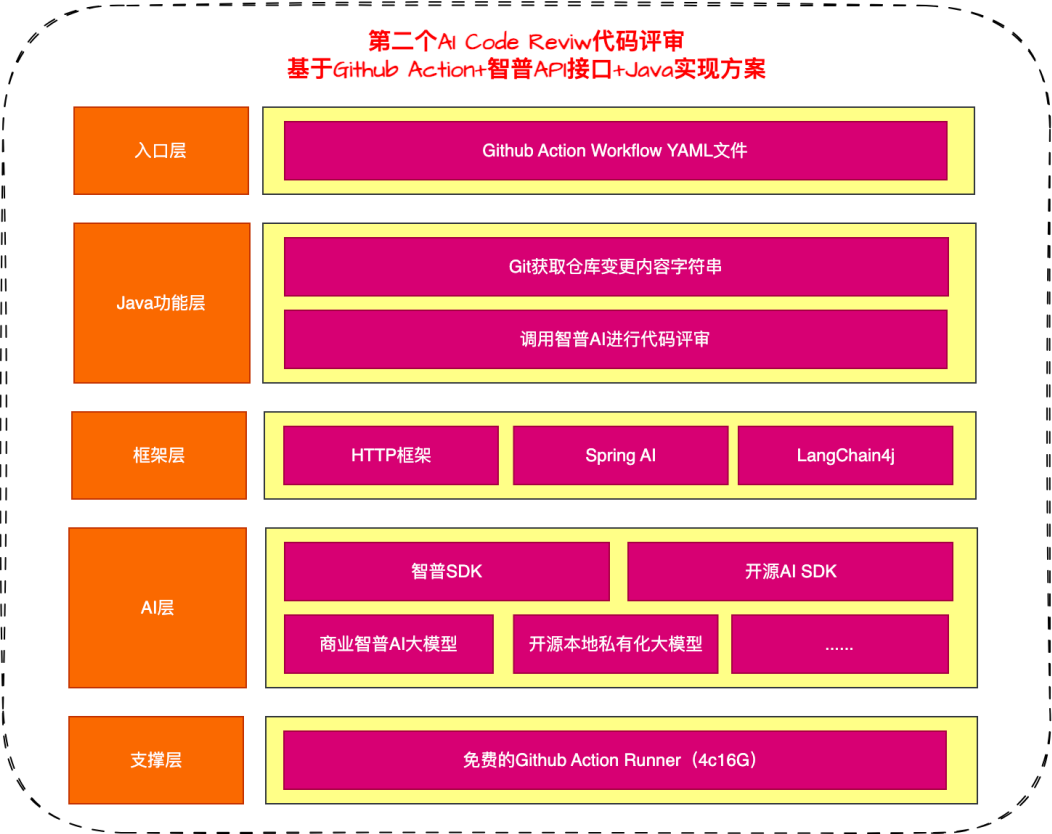 第二个AI Code Reviw代码评审
基于Github Action+智普API接口+Java实现方案
入口层
Github Action Workflow YAML文件
Java功能层
Git获取仓库变更内容字符串
调用智普AI进行代码评审
框架层
HTTP框架
Spring AI
LangChain4j
AI层
智普SDK
开源AI SDK
商业智普AI大模型
开源本地私有化大模型
......
支撑层
免费的Github Action Runner（4c16G）